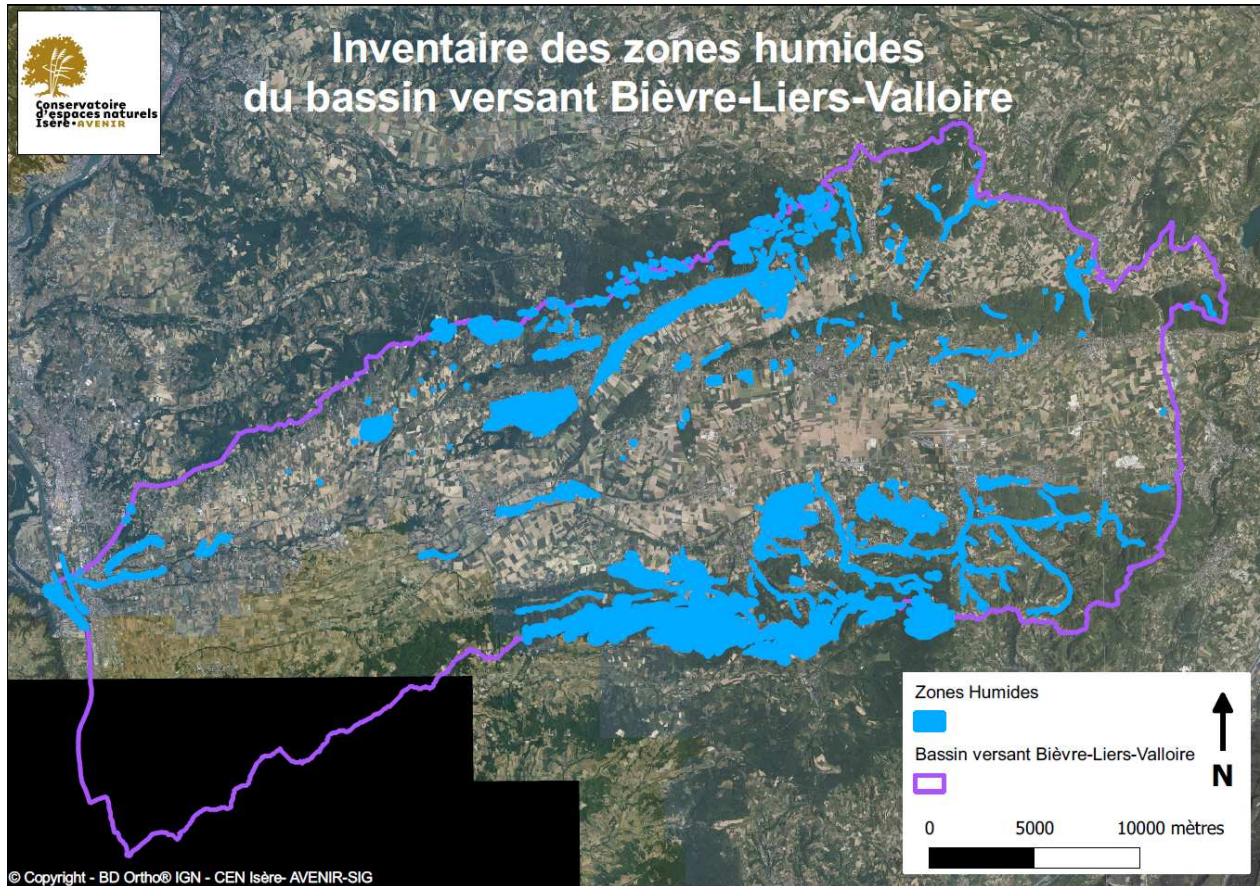 Inventaire des zones humides
du bassin versant Bièvre-Liers-Valloire
Conservatoire
d'espaces naturels
Isère•AVENIR
Zones Humides
Bassin versant Bièvre-Liers-Valloire
N
0 5000 10000 mètres
© Copyright - BD Ortho® IGN - CEN Isère- AVENIR-SIG